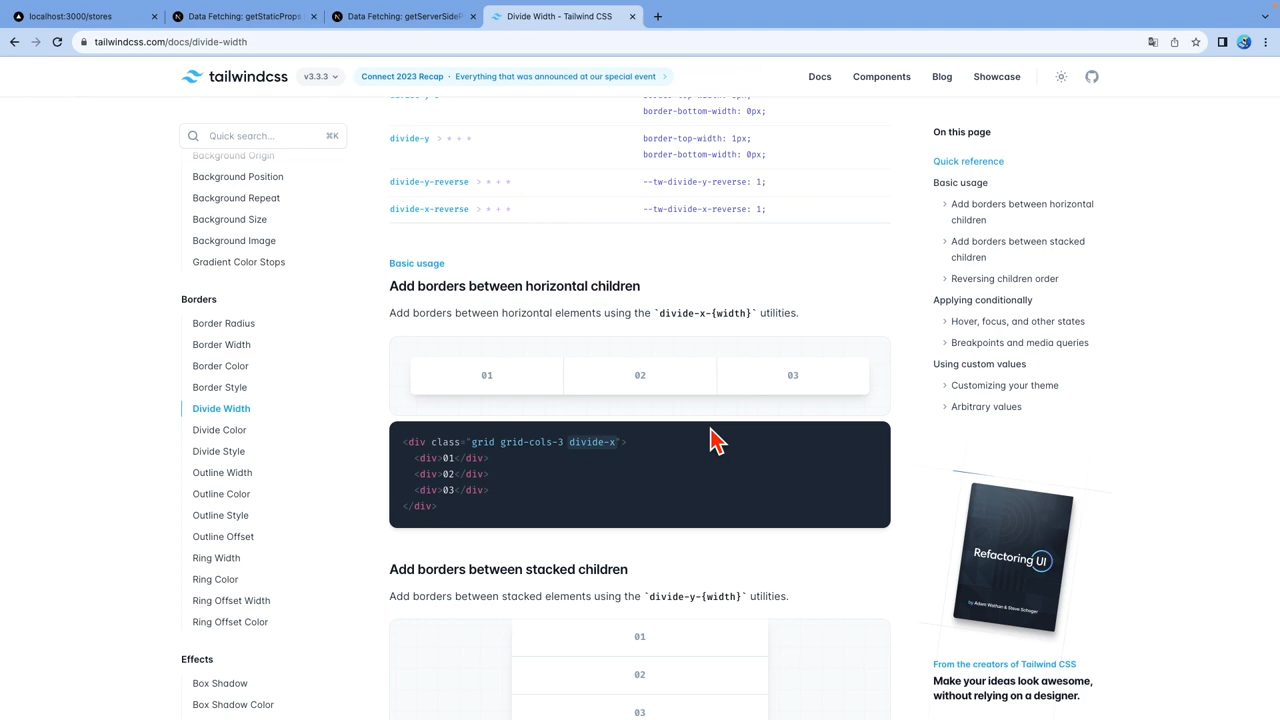 localhost:3000/stores
Data Fetching: getStaticProps
Data Fetching: getServerSideP
Divide Width - Tailwind CSS
tailwindcss.com/docs/divide-width
tailwindcss
v3.3.3
Connect 2023 Recap · Everything that was announced at our special event
Docs
Components
Blog
Showcase
Quick search...
⌘K
Background Origin
Background Position
Background Repeat
Background Size
Background Image
Gradient Color Stops
Borders
Border Radius
Border Width
Border Color
Border Style
Divide Width
Divide Color
Divide Style
Outline Width
Outline Color
Outline Style
Outline Offset
Ring Width
Ring Color
Ring Offset Width
Ring Offset Color
Effects
Box Shadow
Box Shadow Color
border-bottom-width: 0px;
divide-y > * + * border-top-width: 1px;
border-bottom-width: 0px;
divide-y-reverse > * + * --tw-divide-y-reverse: 1;
divide-x-reverse > * + * --tw-divide-x-reverse: 1;
Basic usage
Add borders between horizontal children
Add borders between horizontal elements using the `divide-x-{width}` utilities.
01 02 03
<div class="grid grid-cols-3 divide-x">
<div>01</div>
<div>02</div>
<div>03</div>
</div>
Add borders between stacked children
Add borders between stacked elements using the `divide-y-{width}` utilities.
01
02
03
On this page
Quick reference
Basic usage
Add borders between horizontal
children
Add borders between stacked
children
Reversing children order
Applying conditionally
Hover, focus, and other states
Breakpoints and media queries
Using custom values
Customizing your theme
Arbitrary values
Refactoring UI
by Adam Wathan & Steve Schoger
From the creators of Tailwind CSS
Make your ideas look awesome,
without relying on a designer.